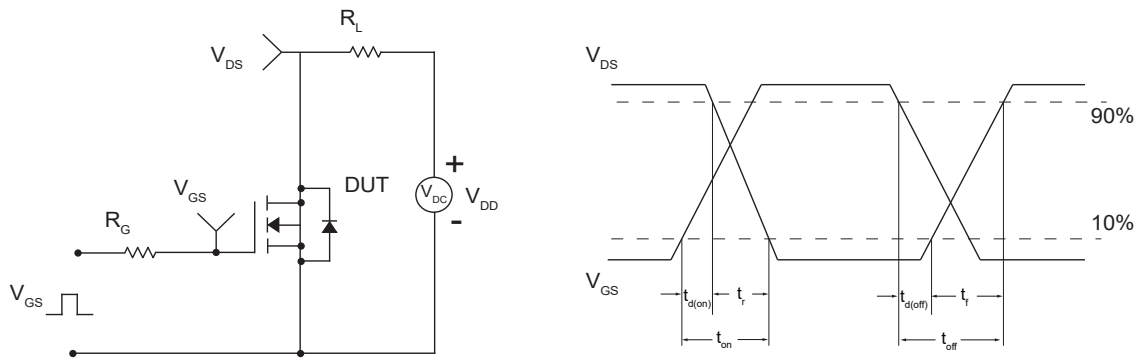 R_L
V_DS
V_GS
DUT
+
V_DC
-
V_DD
R_G
V_GS
V_DS
90%
10%
V_GS
t_d(on)
t_r
t_d(off)
t_f
t_on
t_off